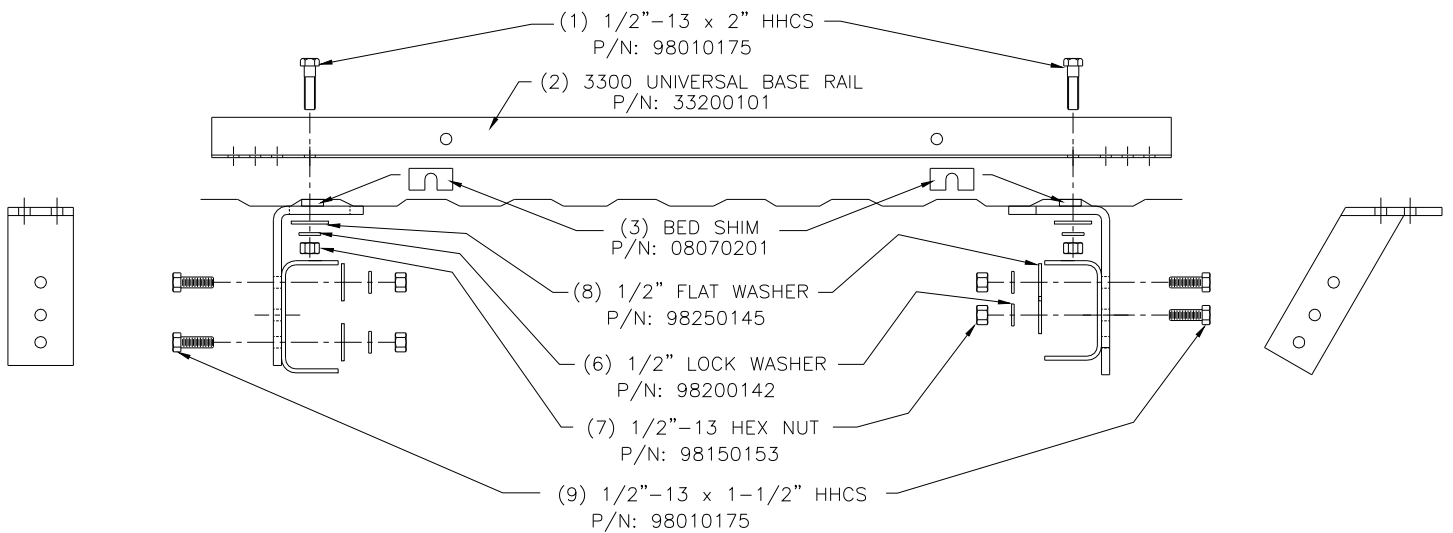 (1) 1/2”−13 x 2” HHCS
P/N: 98010175
(2) 3300 UNIVERSAL BASE RAIL
P/N: 33200101
(3) BED SHIM
P/N: 08070201
(8) 1/2” FLAT WASHER
P/N: 98250145
(6) 1/2” LOCK WASHER
P/N: 98200142
(7) 1/2”−13 HEX NUT
P/N: 98150153
(9) 1/2”−13 x 1−1/2” HHCS
P/N: 98010175